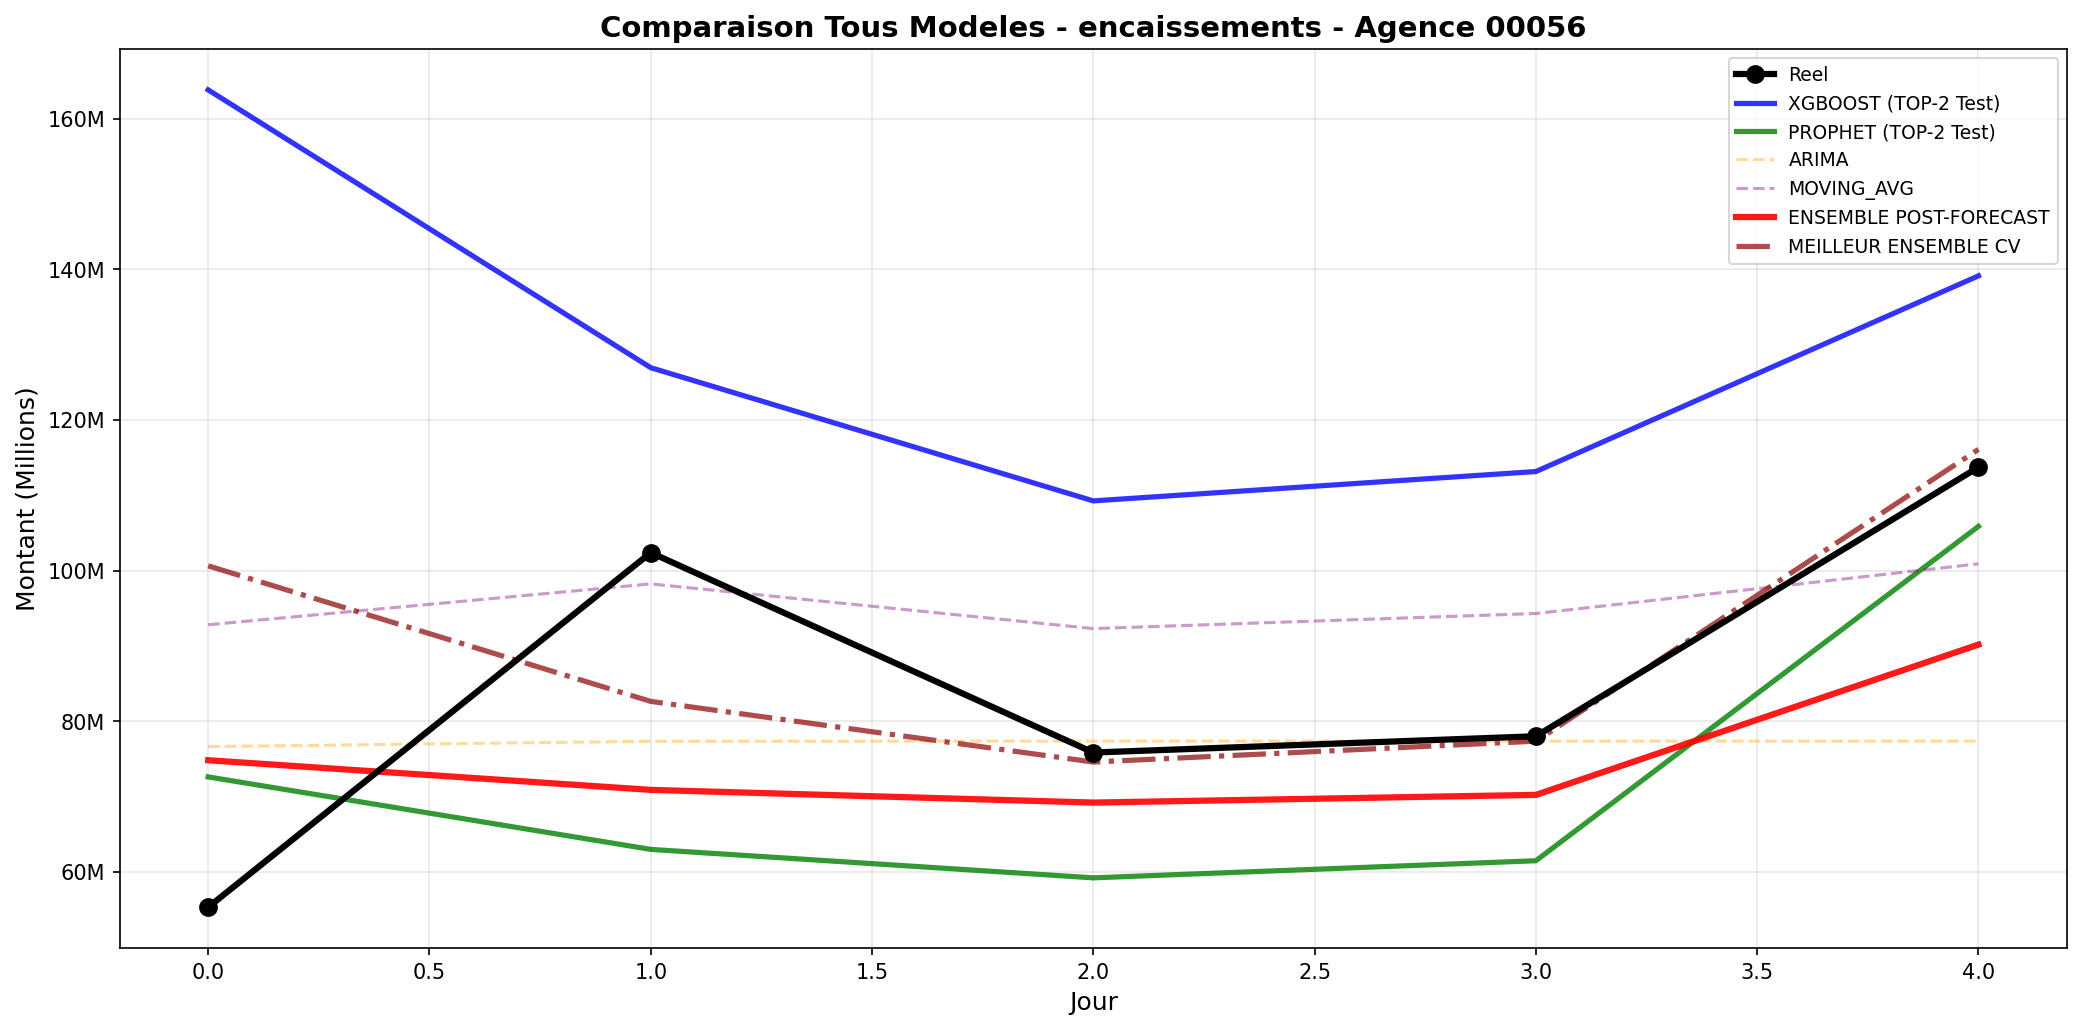 Comparaison Tous Modeles - encaissements - Agence 00056
Reel
XGBOOST (TOP-2 Test)
PROPHET (TOP-2 Test)
ARIMA
MOVING_AVG
ENSEMBLE POST-FORECAST
MEILLEUR ENSEMBLE CV
Montant (Millions)
160M
140M
120M
100M
80M
60M
0.0 0.5 1.0 1.5 2.0 2.5 3.0 3.5 4.0
Jour